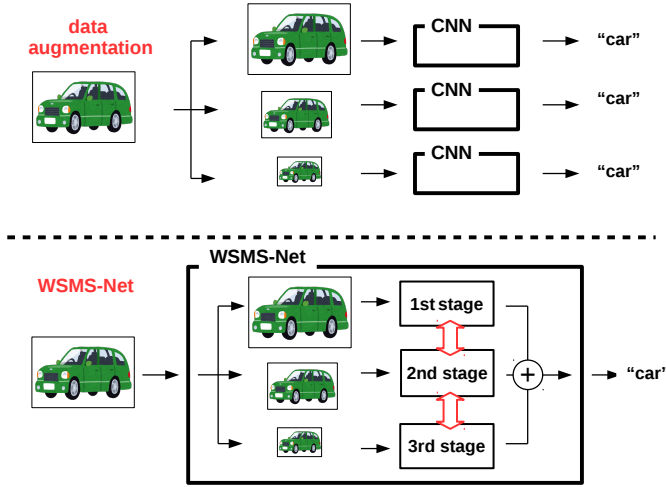 data
augmentation
CNN
“car”
CNN
“car”
CNN
“car”
WSMS-Net
WSMS-Net
1st stage
2nd stage
+
“car’
3rd stage